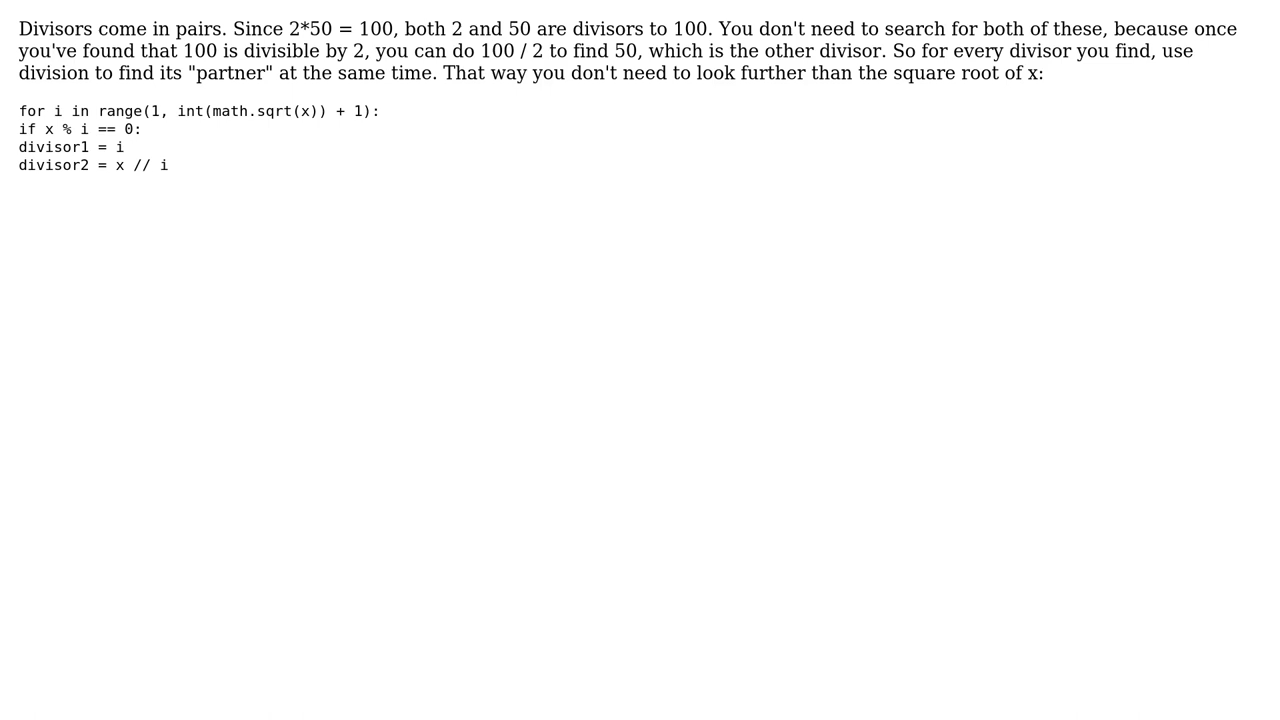 Divisors come in pairs. Since 2*50 = 100, both 2 and 50 are divisors to 100. You don't need to search for both of these, because once
you've found that 100 is divisible by 2, you can do 100 / 2 to find 50, which is the other divisor. So for every divisor you find, use
division to find its "partner" at the same time. That way you don't need to look further than the square root of x:
for i in range(1, int(math.sqrt(x)) + 1):
if x % i == 0:
divisor1 = i
divisor2 = x // i